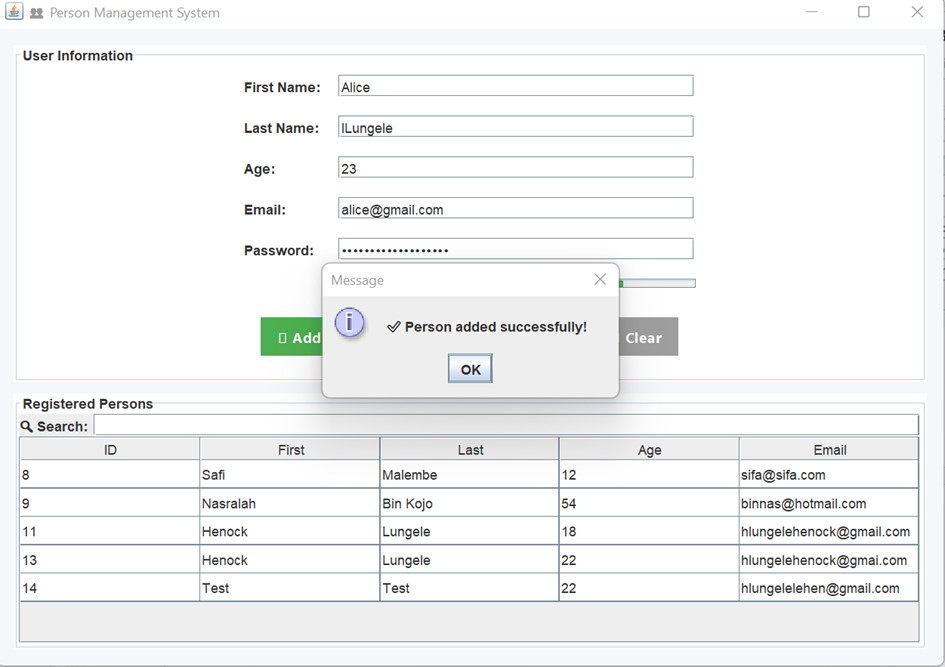 Person Management System
User Information
First Name: Alice
Last Name: ILungele
Age: 23
Email: alice@gmail.com
Password: •••••••••••••••••••
Message
✔ Person added successfully!
OK
Add
Clear
Registered Persons
Search:
ID First Last Age Email
8 Safi Malembe 12 sifa@sifa.com
9 Nasralah Bin Kojo 54 binnas@hotmail.com
11 Henock Lungele 18 hlungelehenock@gmail.com
13 Henock Lungele 22 hlungelehenock@gmai.com
14 Test Test 22 hlungelelehen@gmail.com